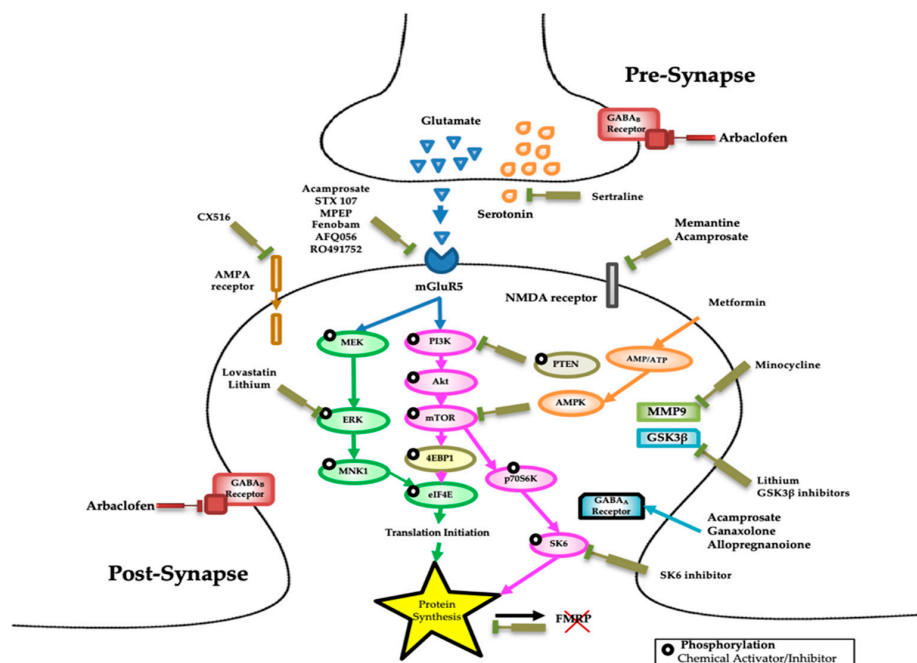 Pre-Synapse
Glutamate
GABAB
Receptor
Arbaclofen
Serotonin
Sertraline
Acamprosate
STX 107
MPEP
Fenobam
AFQ056
RO491752
CX516
Memantine
Acamprosate
AMPA
receptor
mGluR5
NMDA receptor
Metformin
MEK
PI3K
PTEN
AMP/ATP
Minocycline
Lovastatin
Lithium
Akt
AMPK
ERK
mTOR
MMP9
GSK3β
4EBP1
MNK1
p70S6K
eIF4E
Lithium
GSK3β inhibitors
GABAB
Receptor
Arbaclofen
GABAA
Receptor
Translation Initiation
SK6
Acamprosate
Ganaxolone
Allopregnanoione
Post-Synapse
SK6 inhibitor
Protein
Synthesis
FMRP
Phosphorylation
Chemical Activator/Inhibitor